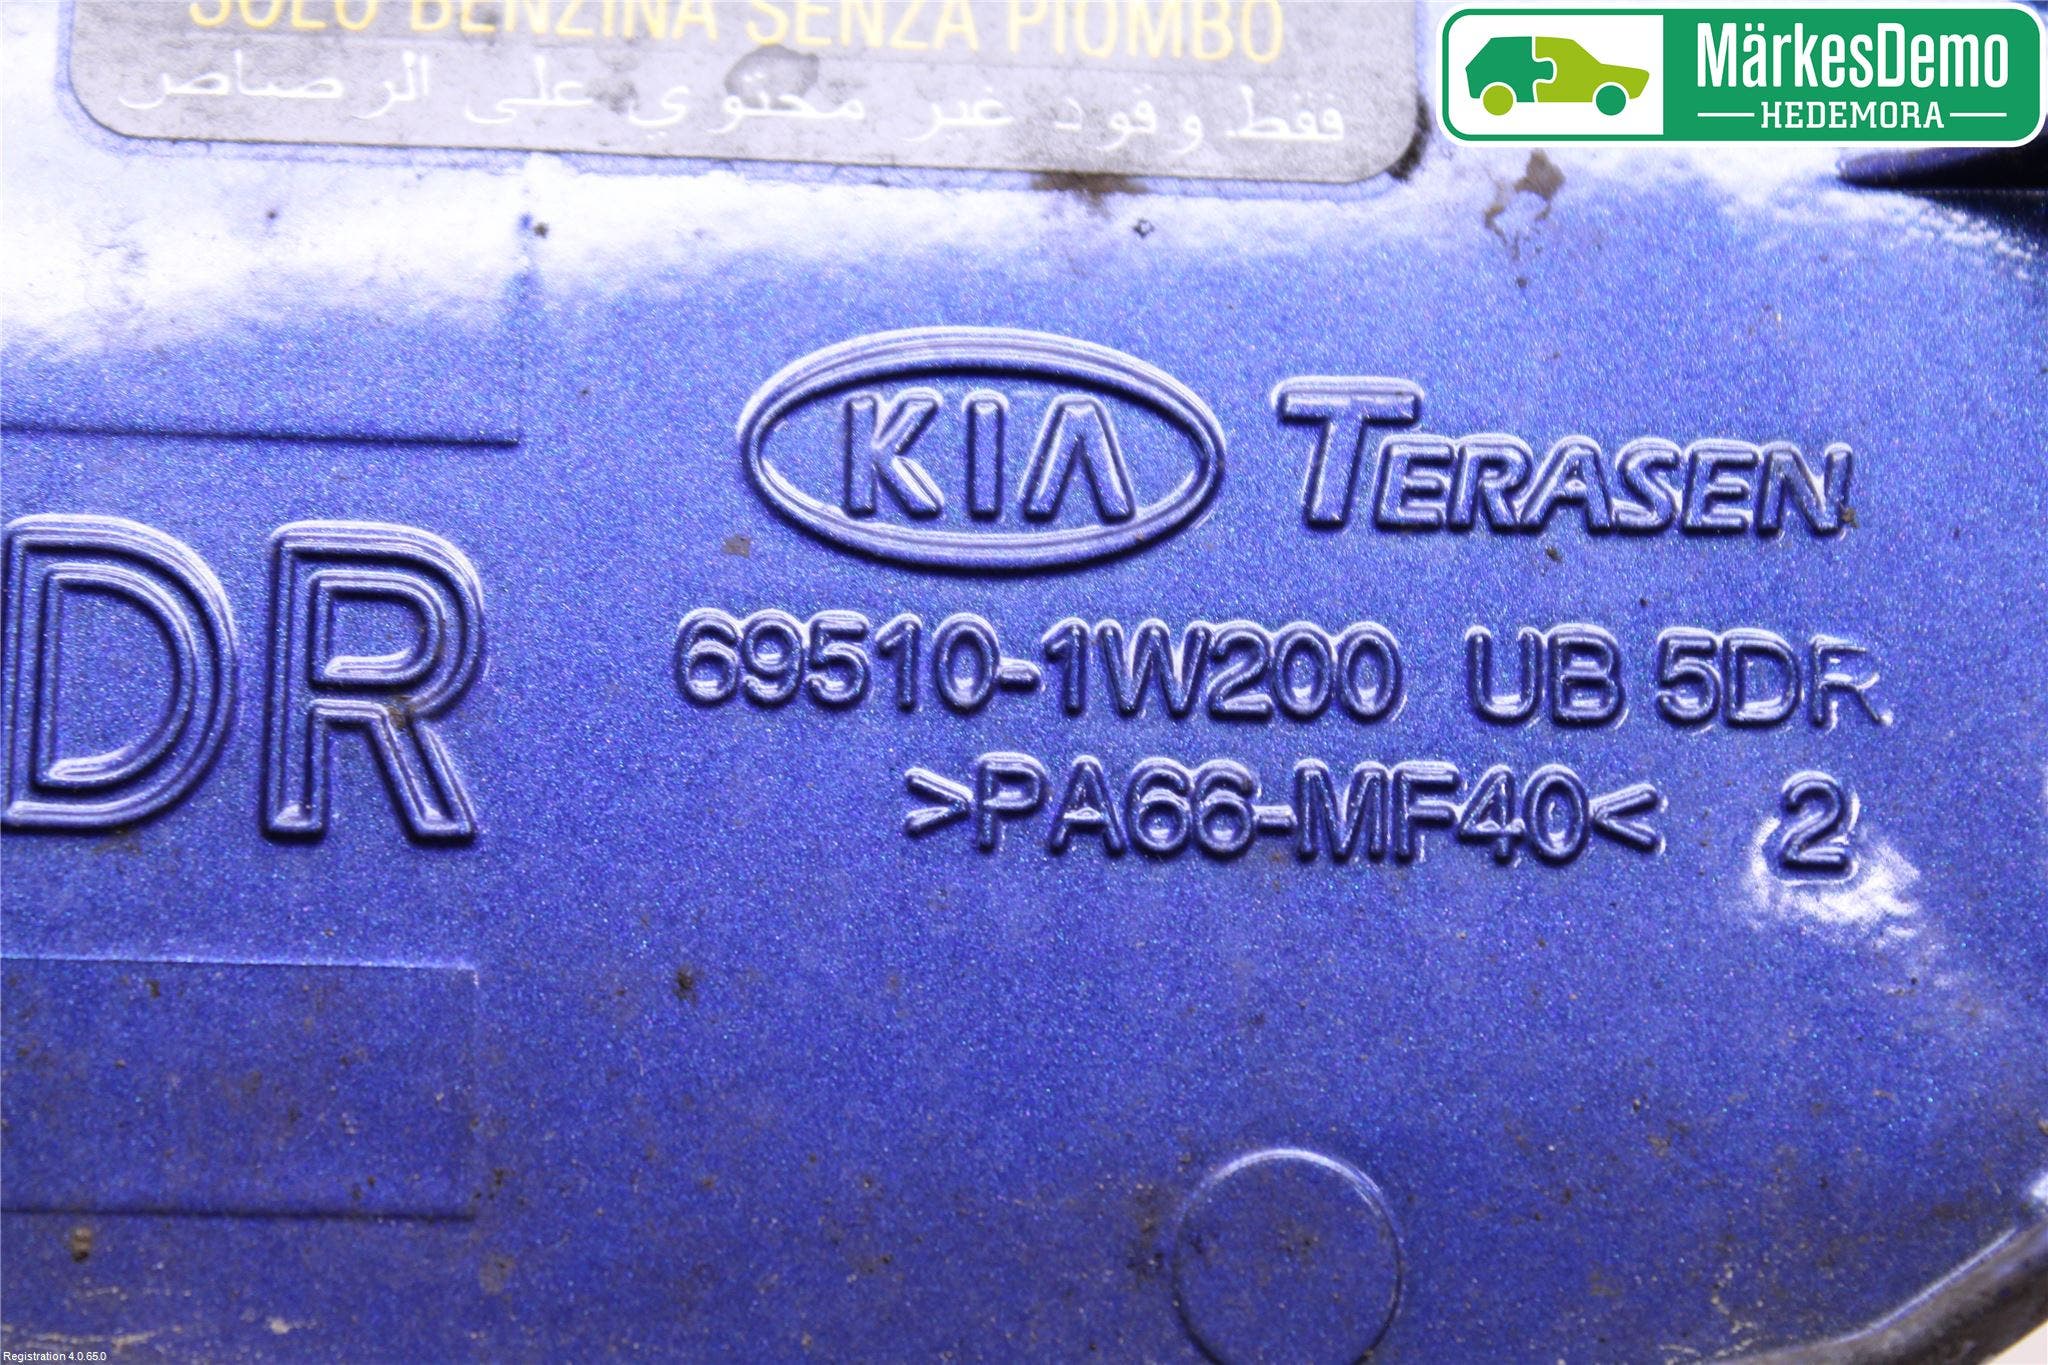 SOLO BENZINA SENZA PIOMBO
فقط وقود غير محتوي على الرصاص
MärkesDemo
HEDEMORA
KIA TERASEN
DR
69510-1W200 UB 5DR
>PA66-MF40< 2
Registration 4.0.65.0